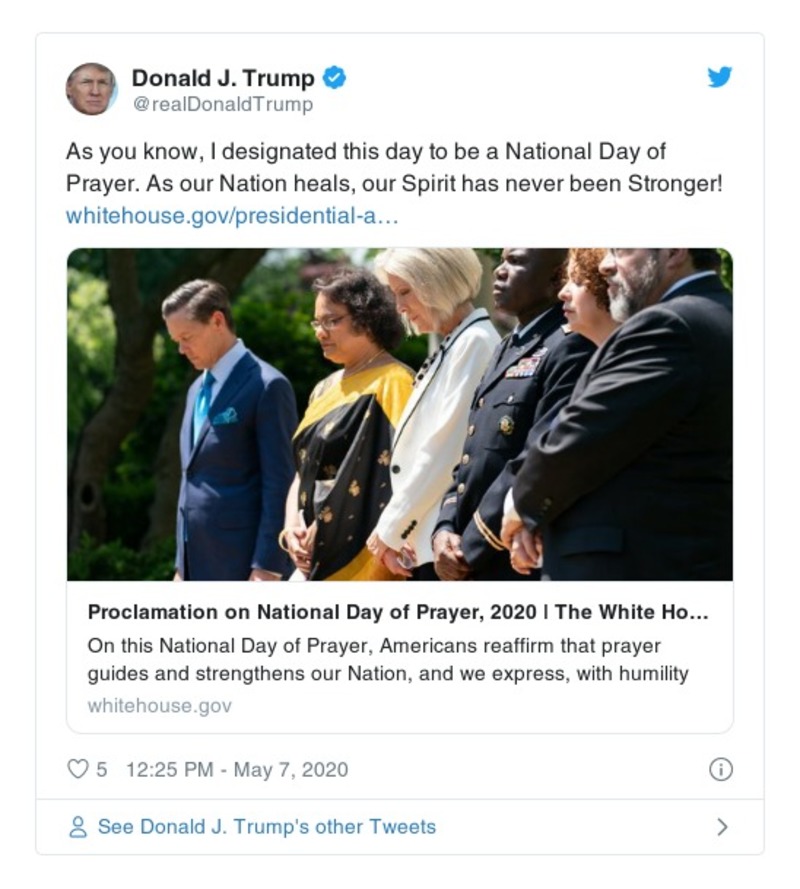 Donald J. Trump
@realDonaldTrump
As you know, I designated this day to be a National Day of
Prayer. As our Nation heals, our Spirit has never been Stronger!
whitehouse.gov/presidential-a…
Proclamation on National Day of Prayer, 2020 | The White Ho…
On this National Day of Prayer, Americans reaffirm that prayer
guides and strengthens our Nation, and we express, with humility
whitehouse.gov
5 12:25 PM - May 7, 2020
See Donald J. Trump's other Tweets